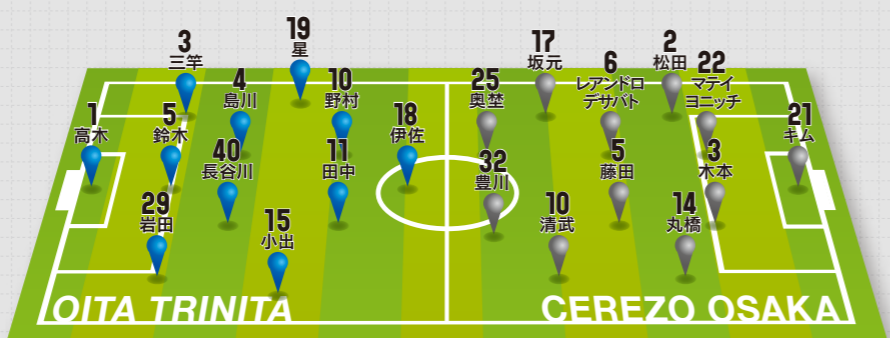 1
高木
3
三竿
5
鈴木
29
岩田
4
島川
40
長谷川
19
星
15
小出
10
野村
11
田中
18
伊佐
25
奥埜
32
豊川
17
坂元
10
清武
6
レアンドロ
デサバト
5
藤田
2
松田
14
丸橋
22
マテイ
ヨニッチ
3
木本
21
キム
OITA TRINITA
CEREZO OSAKA